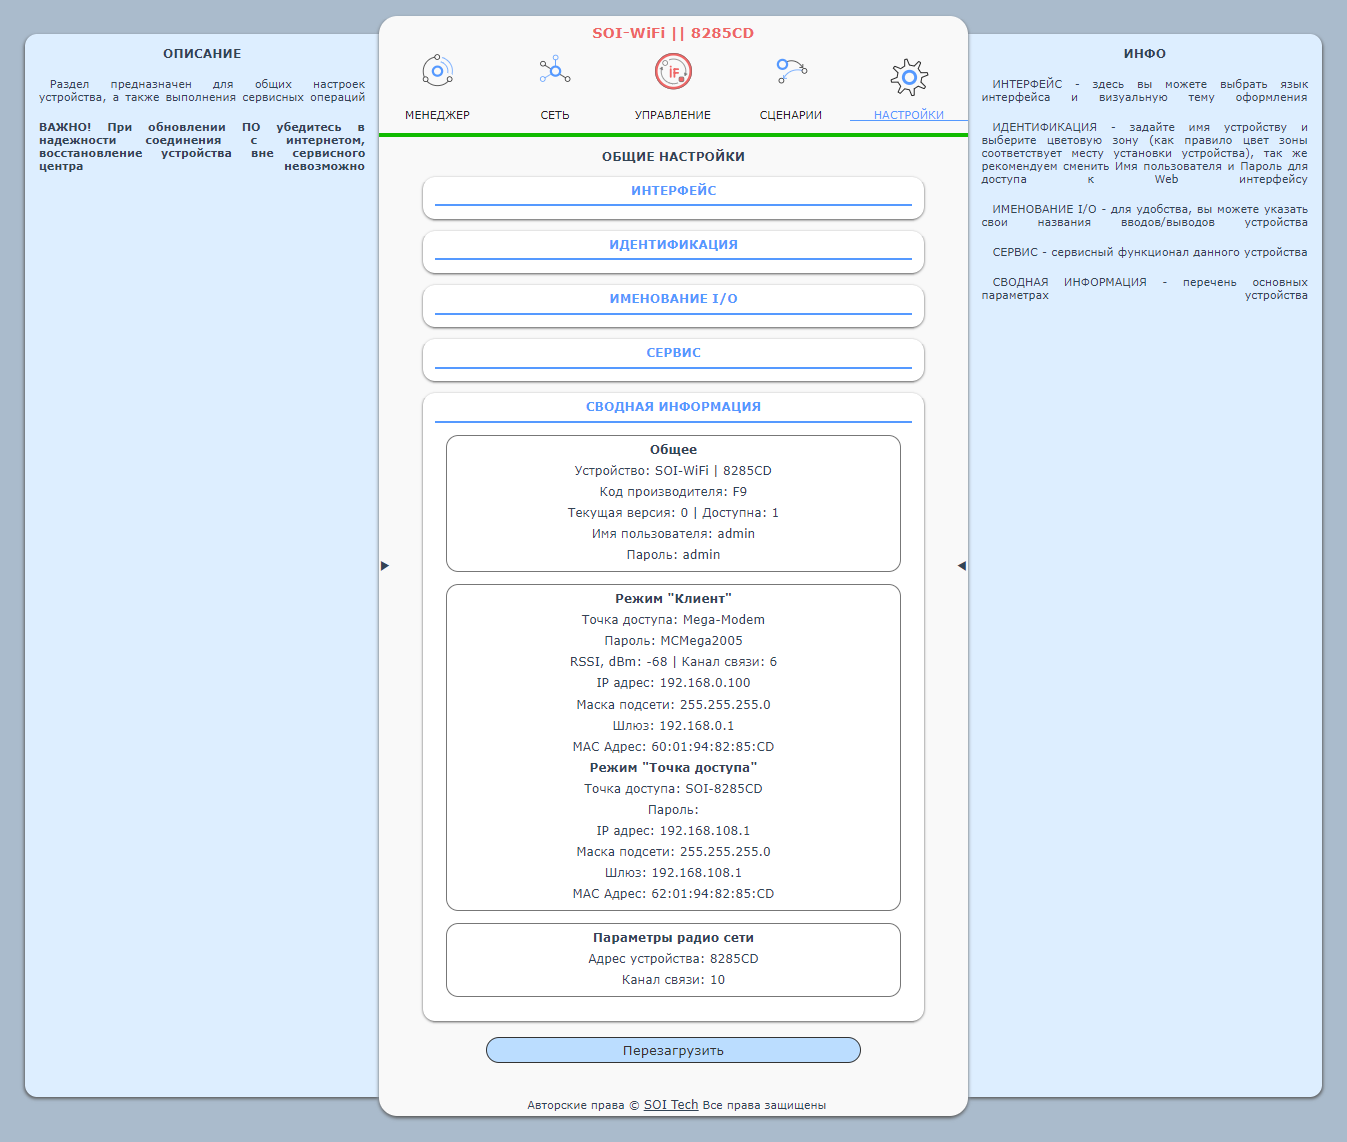 SOI-WiFi || 8285CD
МЕНЕДЖЕР
СЕТЬ
iF
УПРАВЛЕНИЕ
СЦЕНАРИИ
НАСТРОЙКИ
ОПИСАНИЕ
Раздел предназначен для общих настроек
устройства, а также выполнения сервисных операций
ВАЖНО! При обновлении ПО убедитесь в
надежности соединения с интернетом,
восстановление устройства вне сервисного
центра невозможно
ОБЩИЕ НАСТРОЙКИ
ИНТЕРФЕЙС
ИДЕНТИФИКАЦИЯ
ИМЕНОВАНИЕ I/O
СЕРВИС
СВОДНАЯ ИНФОРМАЦИЯ
Общее
Устройство: SOI-WiFi | 8285CD
Код производителя: F9
Текущая версия: 0 | Доступна: 1
Имя пользователя: admin
Пароль: admin
Режим "Клиент"
Точка доступа: Mega-Modem
Пароль: MCMega2005
RSSI, dBm: -68 | Канал связи: 6
IP адрес: 192.168.0.100
Маска подсети: 255.255.255.0
Шлюз: 192.168.0.1
MAC Адрес: 60:01:94:82:85:CD
Режим "Точка доступа"
Точка доступа: SOI-8285CD
Пароль:
IP адрес: 192.168.108.1
Маска подсети: 255.255.255.0
Шлюз: 192.168.108.1
MAC Адрес: 62:01:94:82:85:CD
Параметры радио сети
Адрес устройства: 8285CD
Канал связи: 10
Перезагрузить
Авторские права © SOI Tech Все права защищены
ИНФО
ИНТЕРФЕЙС - здесь вы можете выбрать язык
интерфейса и визуальную тему оформления
ИДЕНТИФИКАЦИЯ - задайте имя устройству и
выберите цветовую зону (как правило цвет зоны
соответствует месту установки устройства), так же
рекомендуем сменить Имя пользователя и Пароль для
доступа к Web интерфейсу
ИМЕНОВАНИЕ I/O - для удобства, вы можете указать
свои названия вводов/выводов устройства
СЕРВИС - сервисный функционал данного устройства
СВОДНАЯ ИНФОРМАЦИЯ - перечень основных
параметрах устройства